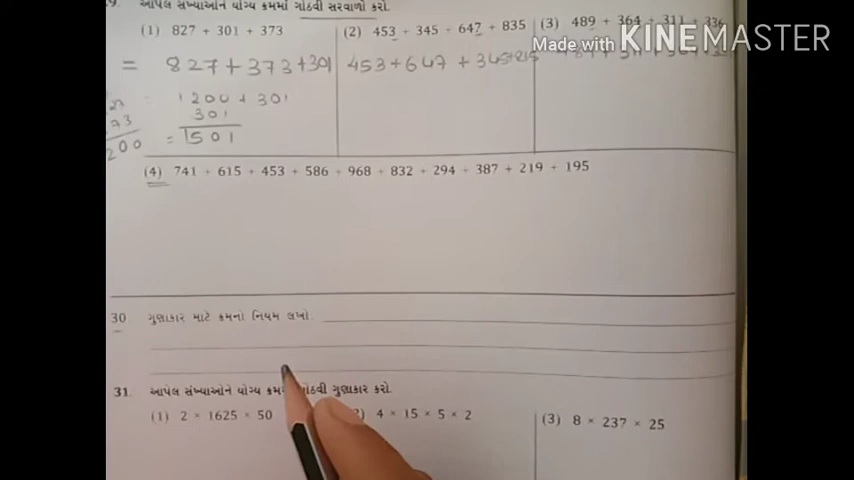 આપેલ સંખ્યાઓને યોગ્ય ક્રમમાં ગોઠવી સરવાળો કરો.
(1) 827 + 301 + 373
(2) 453 + 345 + 647 + 835
(3) 489 + 364 + 311 + 336
Made with KINEMASTER
= 827 + 373 + 301
453 + 647 + 345 +
1200 + 301
301
= 1501
200
(4) 741 + 615 + 453 + 586 + 968 + 832 + 294 + 387 + 219 + 195
30 ગુણાકાર માટે ક્રમનો નિયમ લખો.
31. આપેલ સંખ્યાઓને યોગ્ય ગોઠવી ગુણાકાર કરો.
(1) 2 × 1625 × 50
4 × 15 × 5 × 2
(3) 8 × 237 × 25